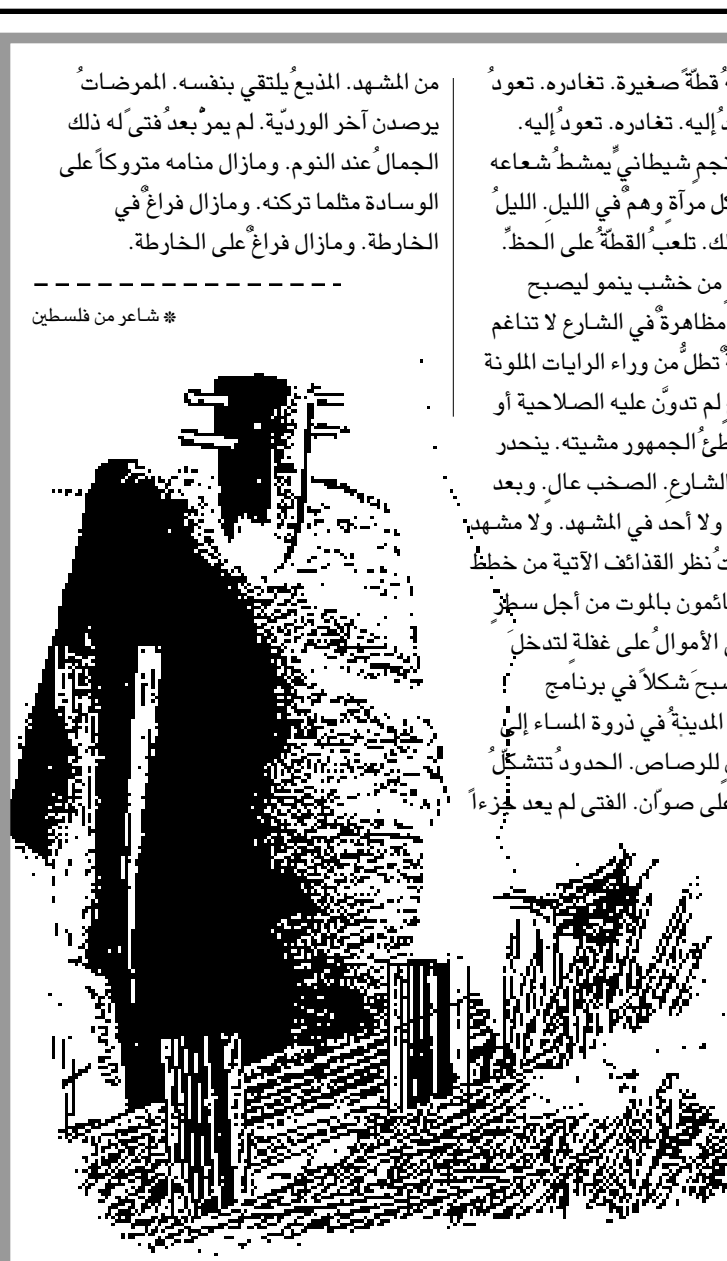 قطّةً صغيرة. تغادره. تعودُ
إليه. تغادره. تعودُ إليه.
نجمٍ شيطانيٍّ يمشطُ شعاعه
كل مرآةٍ وهمٌ في الليلِ. الليلُ
تلعبُ القطّةُ على الحظِّ.
من خشب ينمو ليصبح
مظاهرةٌ في الشارع لا تناغم
تطلُّ من وراء الرايات الملونة
لم تدوَّن عليه الصلاحية أو
الجمهور مشيته. ينحدر
الشارعِ. الصخب عالٍ. وبعد
ولا أحد في المشهد. ولا مشهد
نظر القذائف الآتية من خطط
بالموت من أجل سطرٍ
الأموالُ على غفلةٍ لتدخلَ
شكلاً في برنامج
المدينةُ في ذروة المساء إلى
للرصاص. الحدودُ تتشكّلُ
على صوّان. الفتى لم يعد جزءاً
من المشهد. المذيعُ يلتقي بنفسه. الممرضاتُ
يرصدن آخر الورديّة. لم يمرّ بعدُ فتىً له ذلك
الجمالُ عند النوم. ومازال منامه متروكاً على
الوسادة مثلما تركنه. ومازال فراغٌ في
الخارطة. ومازال فراغٌ على الخارطة.
❊ شاعر من فلسطين